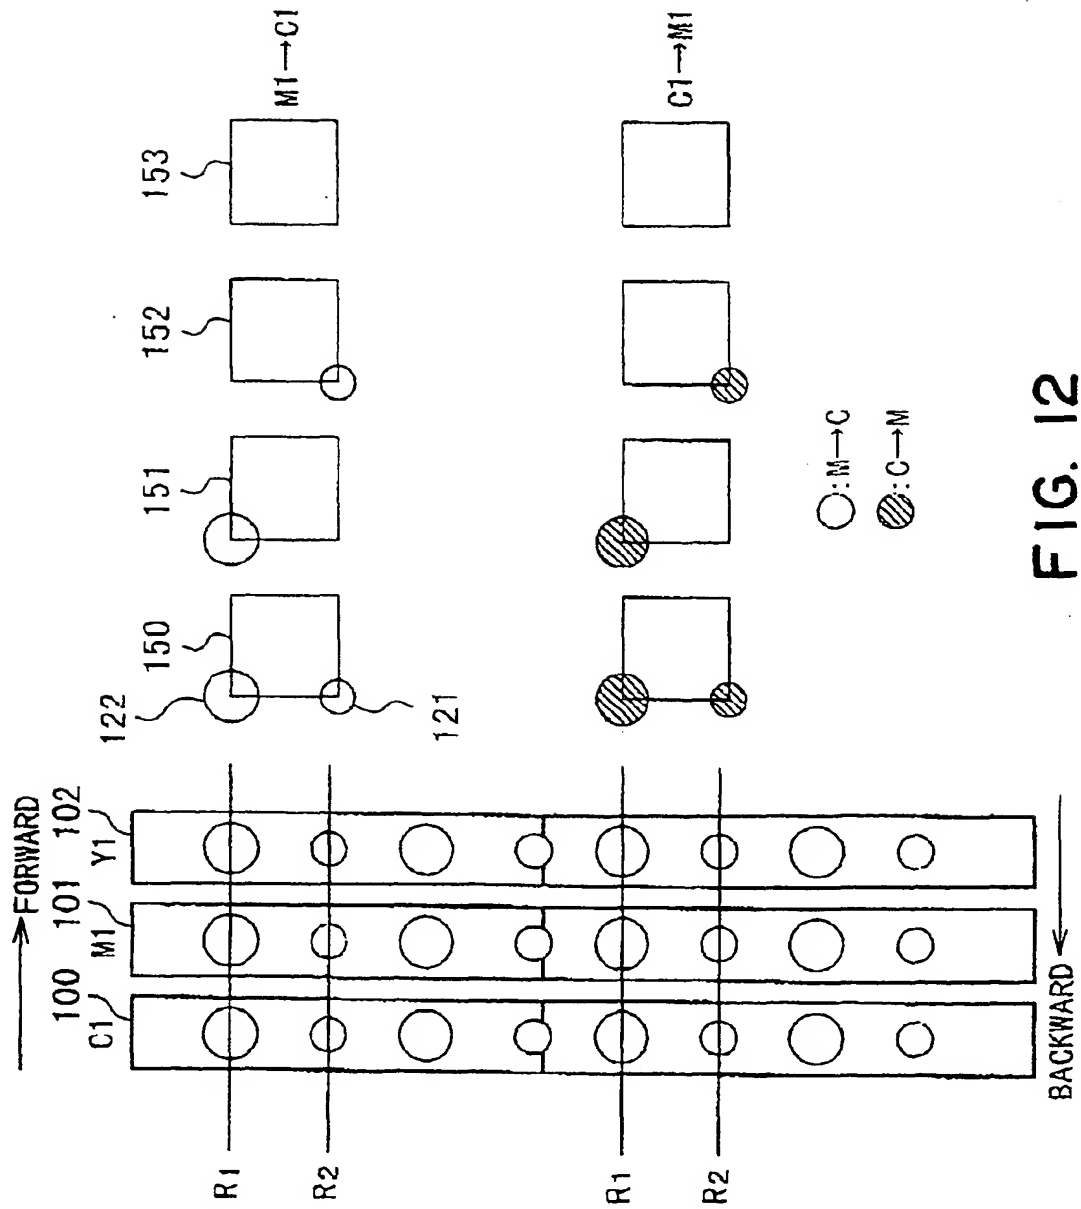 →FORWARD
100 101 102
C1 M1 Y1
122
150 151 152 153
M1→C1
121
R1
R2
C1→M1
R1
R2
○:M→C
:C→M
BACKWARD
FIG. 12